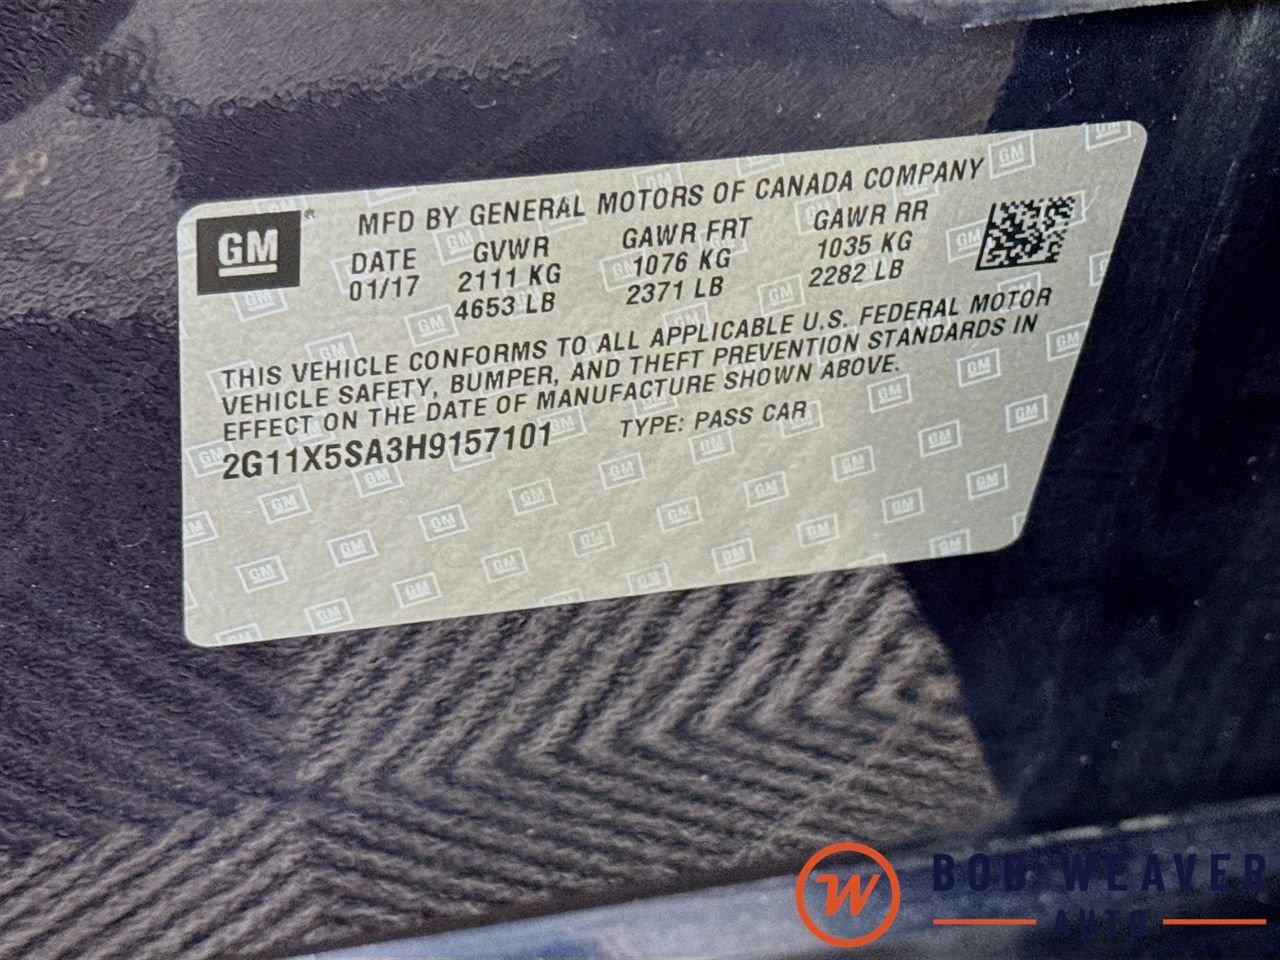 GM
MFD BY GENERAL MOTORS OF CANADA COMPANY
DATE GVWR GAWR FRT GAWR RR
01/17 2111 KG 1076 KG 1035 KG
4653 LB 2371 LB 2282 LB
THIS VEHICLE CONFORMS TO ALL APPLICABLE U.S. FEDERAL MOTOR
VEHICLE SAFETY, BUMPER, AND THEFT PREVENTION STANDARDS IN
EFFECT ON THE DATE OF MANUFACTURE SHOWN ABOVE.
2G11X5SA3H9157101 TYPE: PASS CAR
W BOB WEAVER
AUTO